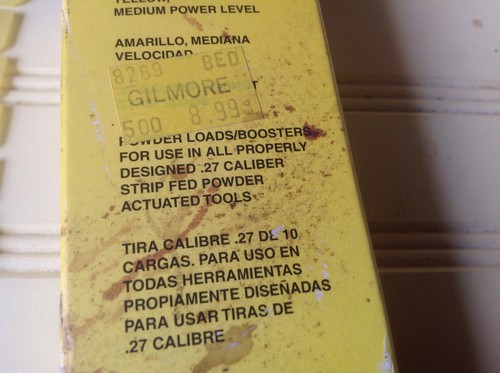 YELLOW,
MEDIUM POWER LEVEL
AMARILLO, MEDIANA
VELOCIDAD
8289 BED
GILMORE
500 8.99
POWDER LOADS/BOOSTERS
FOR USE IN ALL PROPERLY
DESIGNED .27 CALIBER
STRIP FED POWDER
ACTUATED TOOLS
TIRA CALIBRE .27 DE 10
CARGAS. PARA USO EN
TODAS HERRAMIENTAS
PROPIAMENTE DISEÑADAS
PARA USAR TIRAS DE
.27 CALIBRE